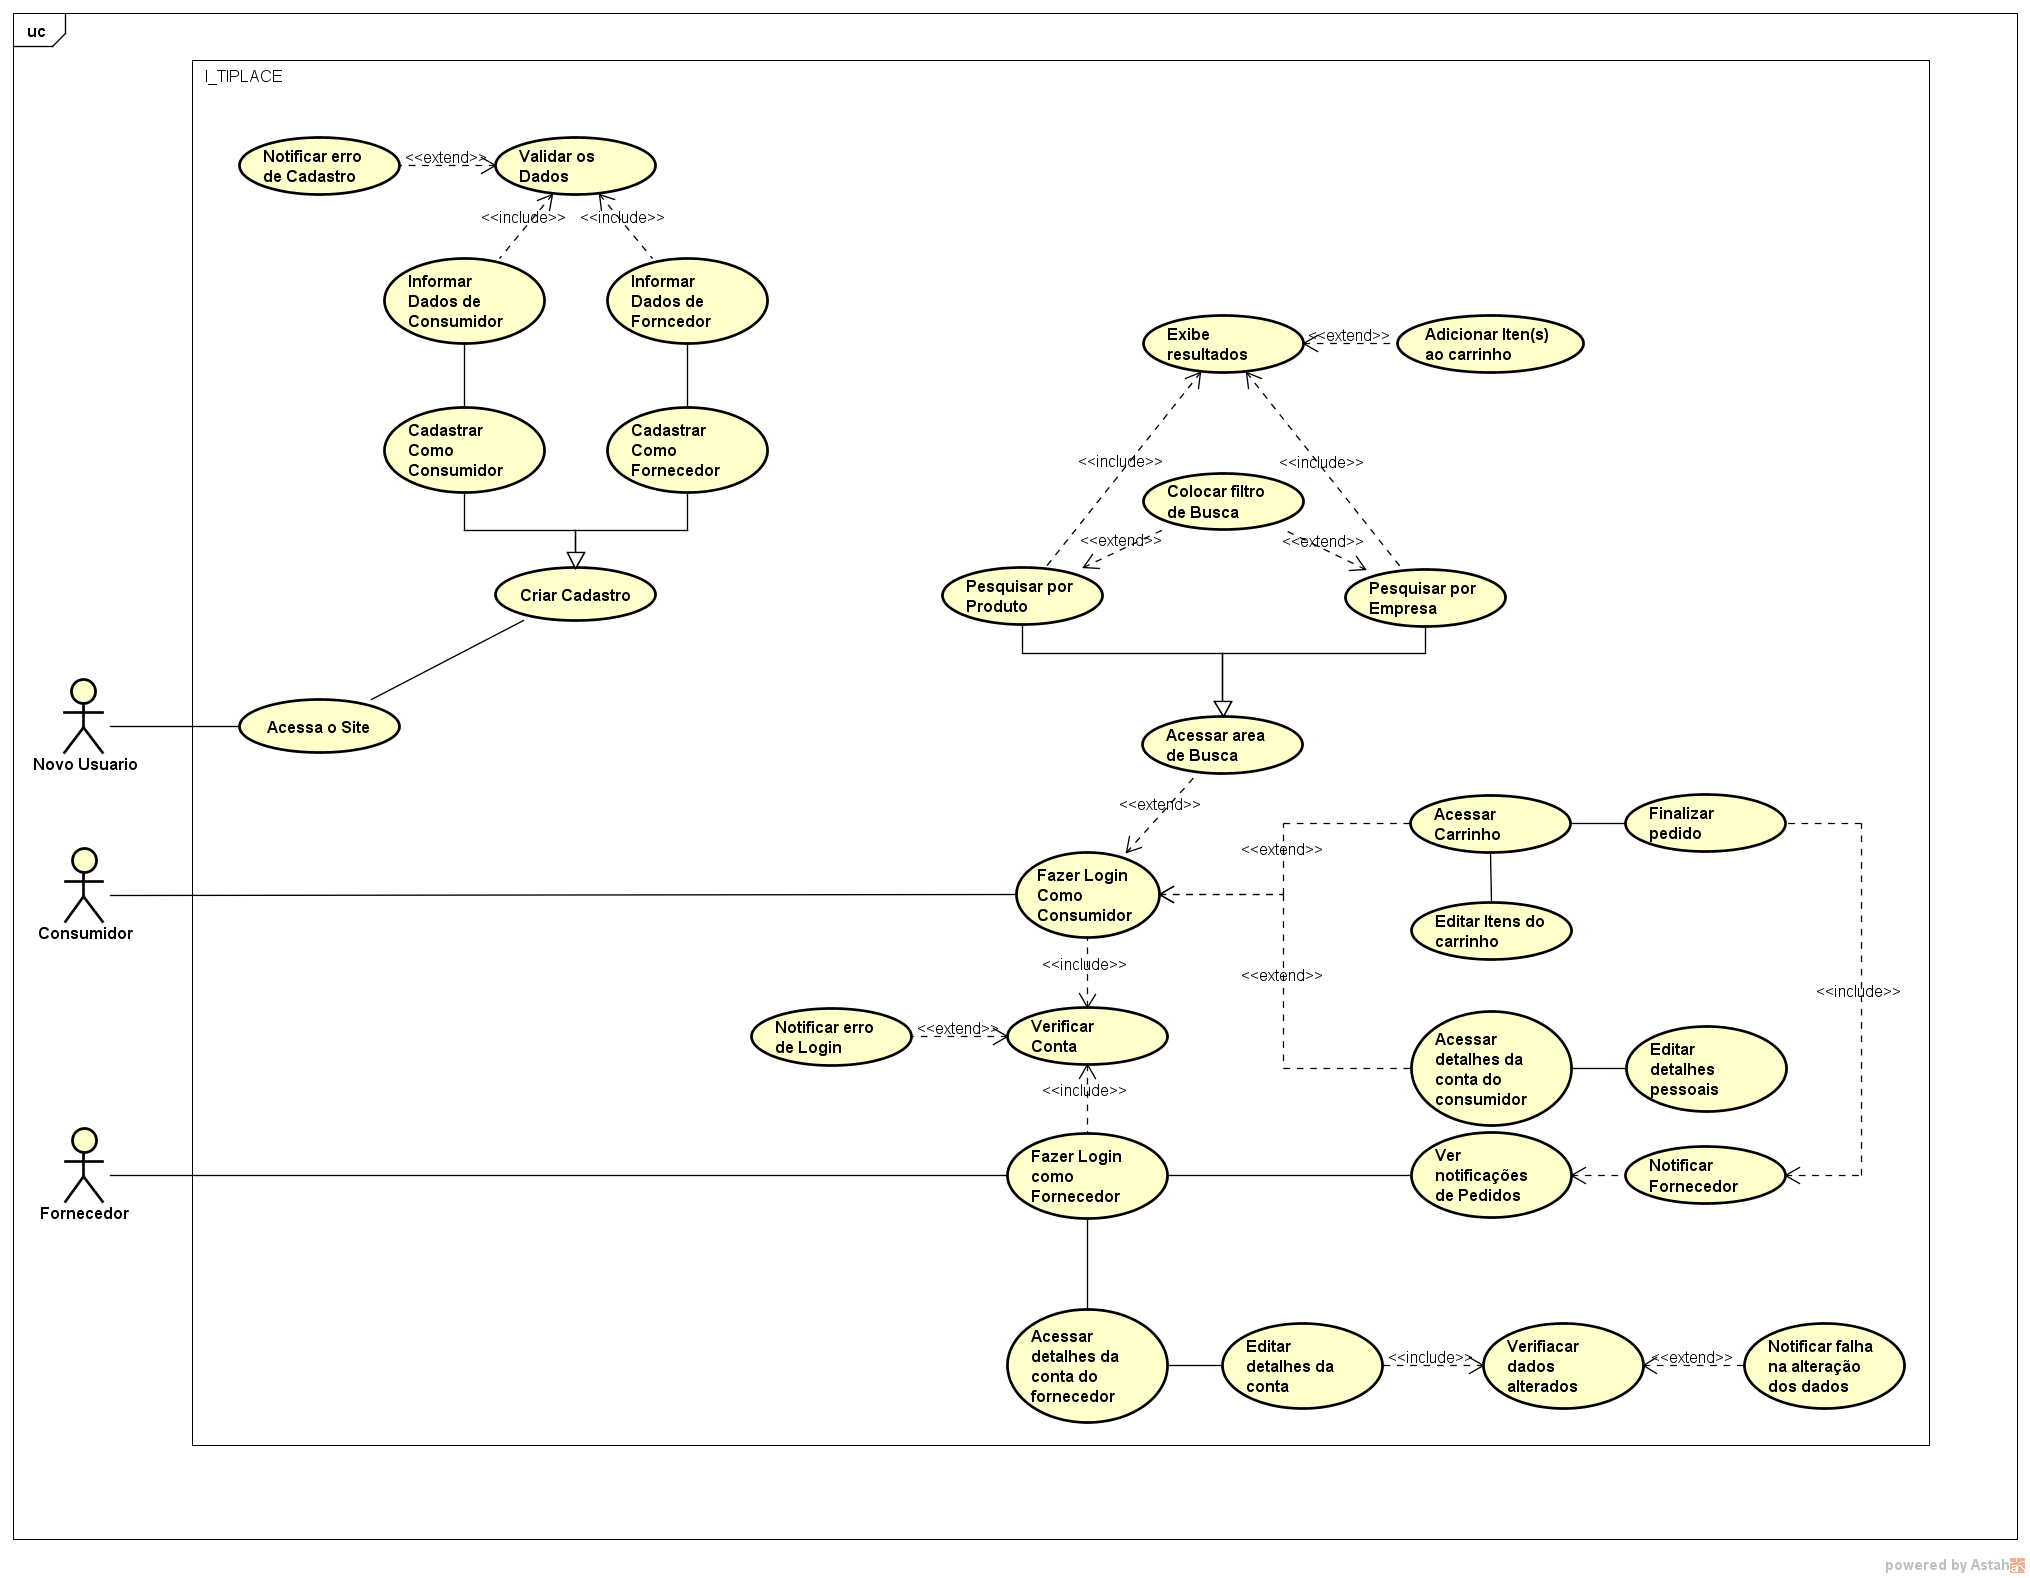 uc
I_TIPLACE
Notificar erro
de Cadastro
<<extend>>
Validar os
Dados
<<include>>
<<include>>
Informar
Dados de
Consumidor
Informar
Dados de
Forncedor
Exibe
resultados
<<extend>>
Adicionar Iten(s)
ao carrinho
Cadastrar
Como
Consumidor
Cadastrar
Como
Fornecedor
<<include>>
<<include>>
Colocar filtro
de Busca
<<extend>>
<<extend>>
Criar Cadastro
Pesquisar por
Produto
Pesquisar por
Empresa
Acessa o Site
Novo Usuario
Acessar area
de Busca
<<extend>>
Acessar
Carrinho
Finalizar
pedido
<<extend>>
Fazer Login
Como
Consumidor
Consumidor
Editar Itens do
carrinho
<<include>>
<<extend>>
<<include>>
Notificar erro
de Login
<<extend>>
Verificar
Conta
Acessar
detalhes da
conta do
consumidor
Editar
detalhes
pessoais
<<include>>
Fornecedor
Fazer Login
como
Fornecedor
Ver
notificações
de Pedidos
Notificar
Fornecedor
Acessar
detalhes da
conta do
fornecedor
Editar
detalhes da
conta
<<include>>
Verifiacar
dados
alterados
<<extend>>
Notificar falha
na alteração
dos dados
powered by Astah